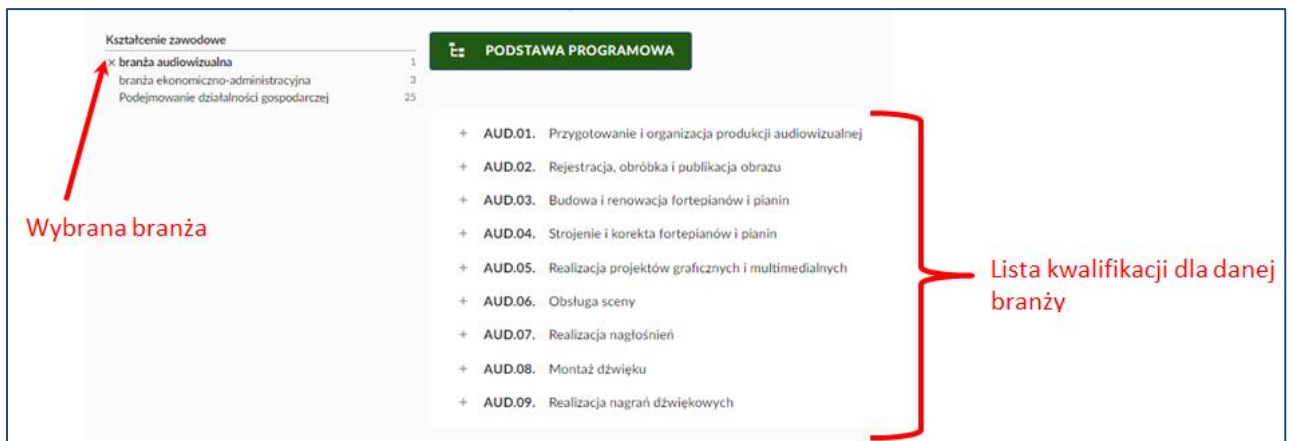 Kształcenie zawodowe
× branża audiowizualna 1
branża ekonomiczno-administracyjna 3
Podejmowanie działalności gospodarczej 25
Wybrana branża
PODSTAWA PROGRAMOWA
+ AUD.01. Przygotowanie i organizacja produkcji audiowizualnej
+ AUD.02. Rejestracja, obróbka i publikacja obrazu
+ AUD.03. Budowa i renowacja fortepianów i pianin
+ AUD.04. Strojenie i korekta fortepianów i pianin
+ AUD.05. Realizacja projektów graficznych i multimedialnych
+ AUD.06. Obsługa sceny
+ AUD.07. Realizacja nagłośnień
+ AUD.08. Montaż dźwięku
+ AUD.09. Realizacja nagrań dźwiękowych
Lista kwalifikacji dla danej
branży